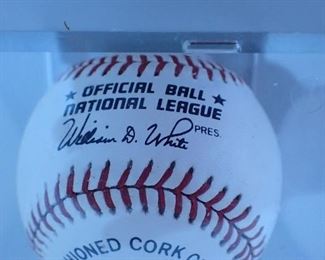 ★ OFFICIAL BALL ★
NATIONAL LEAGUE
William D. White PRES.
IONED CORK C